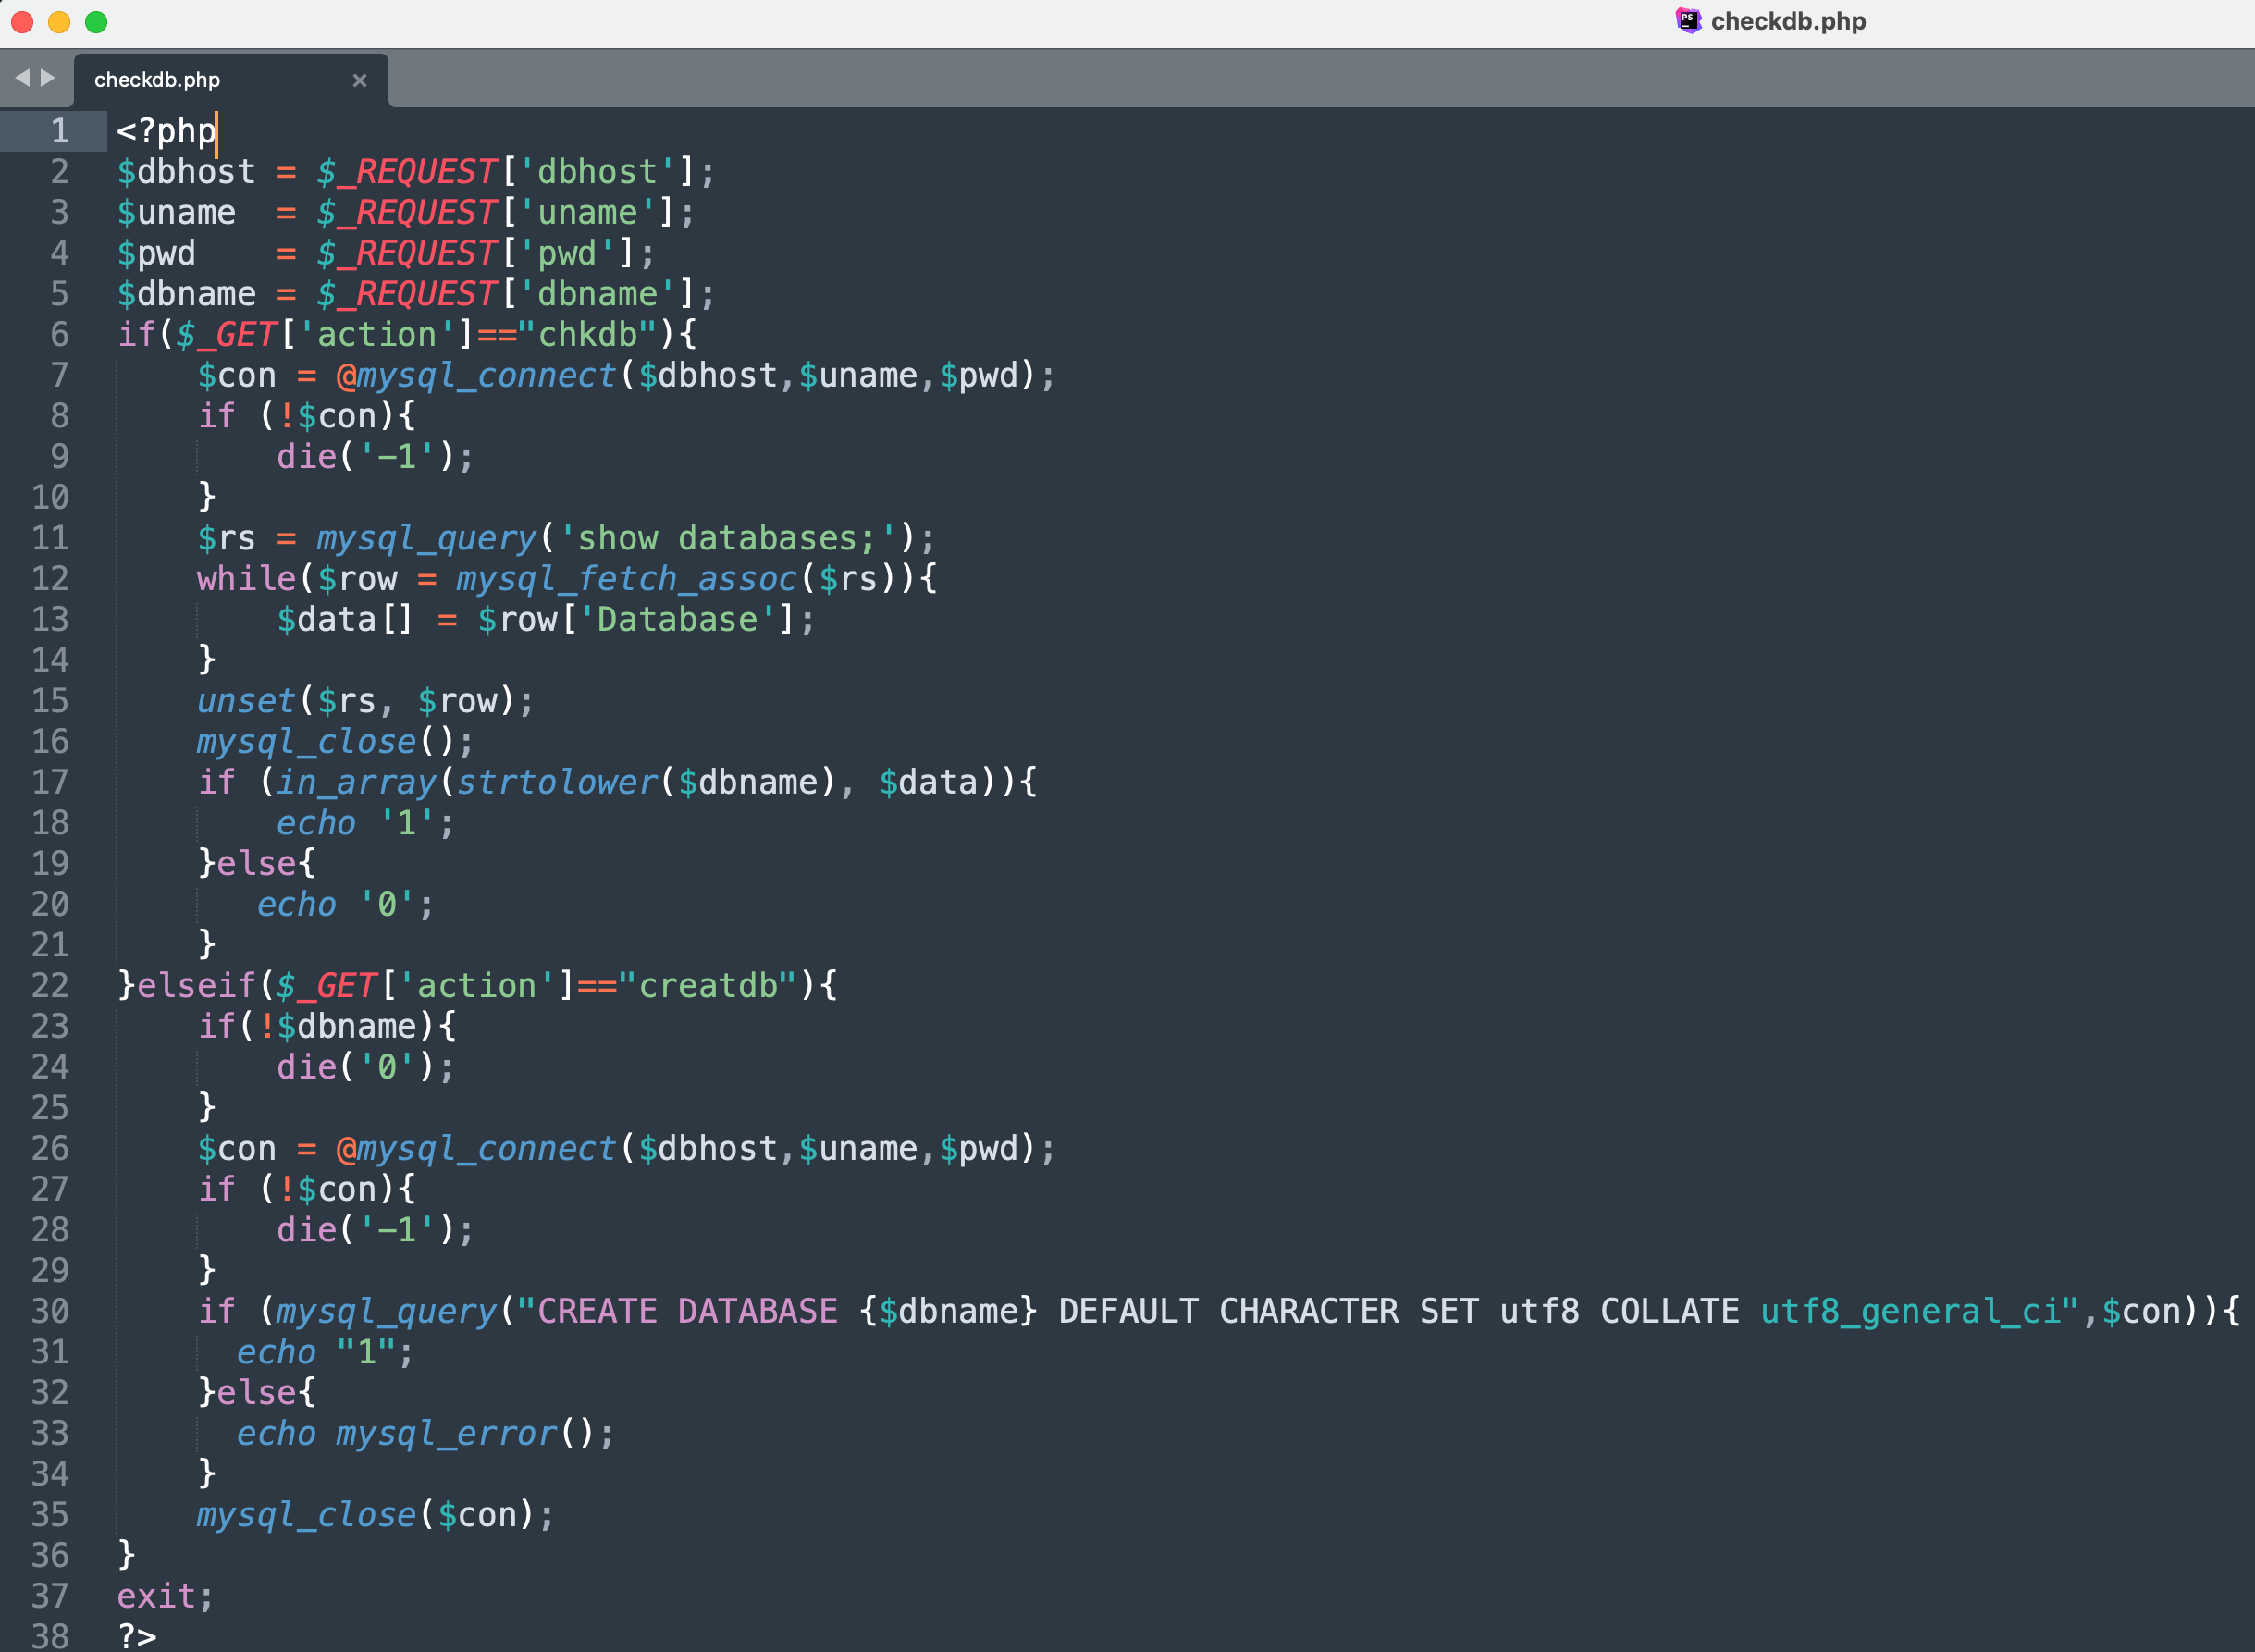 checkdb.php
checkdb.php
1 <?php
2 $dbhost = $_REQUEST['dbhost'];
3 $uname  = $_REQUEST['uname'];
4 $pwd    = $_REQUEST['pwd'];
5 $dbname = $_REQUEST['dbname'];
6 if($_GET['action']=="chkdb"){
7     $con = @mysql_connect($dbhost,$uname,$pwd);
8     if (!$con){
9         die('-1');
10     }
11     $rs = mysql_query('show databases;');
12     while($row = mysql_fetch_assoc($rs)){
13         $data[] = $row['Database'];
14     }
15     unset($rs, $row);
16     mysql_close();
17     if (in_array(strtolower($dbname), $data)){
18         echo '1';
19     }else{
20        echo '0';
21     }
22 }elseif($_GET['action']=="creatdb"){
23     if(!$dbname){
24         die('0');
25     }
26     $con = @mysql_connect($dbhost,$uname,$pwd);
27     if (!$con){
28         die('-1');
29     }
30     if (mysql_query("CREATE DATABASE {$dbname} DEFAULT CHARACTER SET utf8 COLLATE utf8_general_ci",$con)){
31       echo "1";
32     }else{
33       echo mysql_error();
34     }
35     mysql_close($con);
36 }
37 exit;
38 ?>